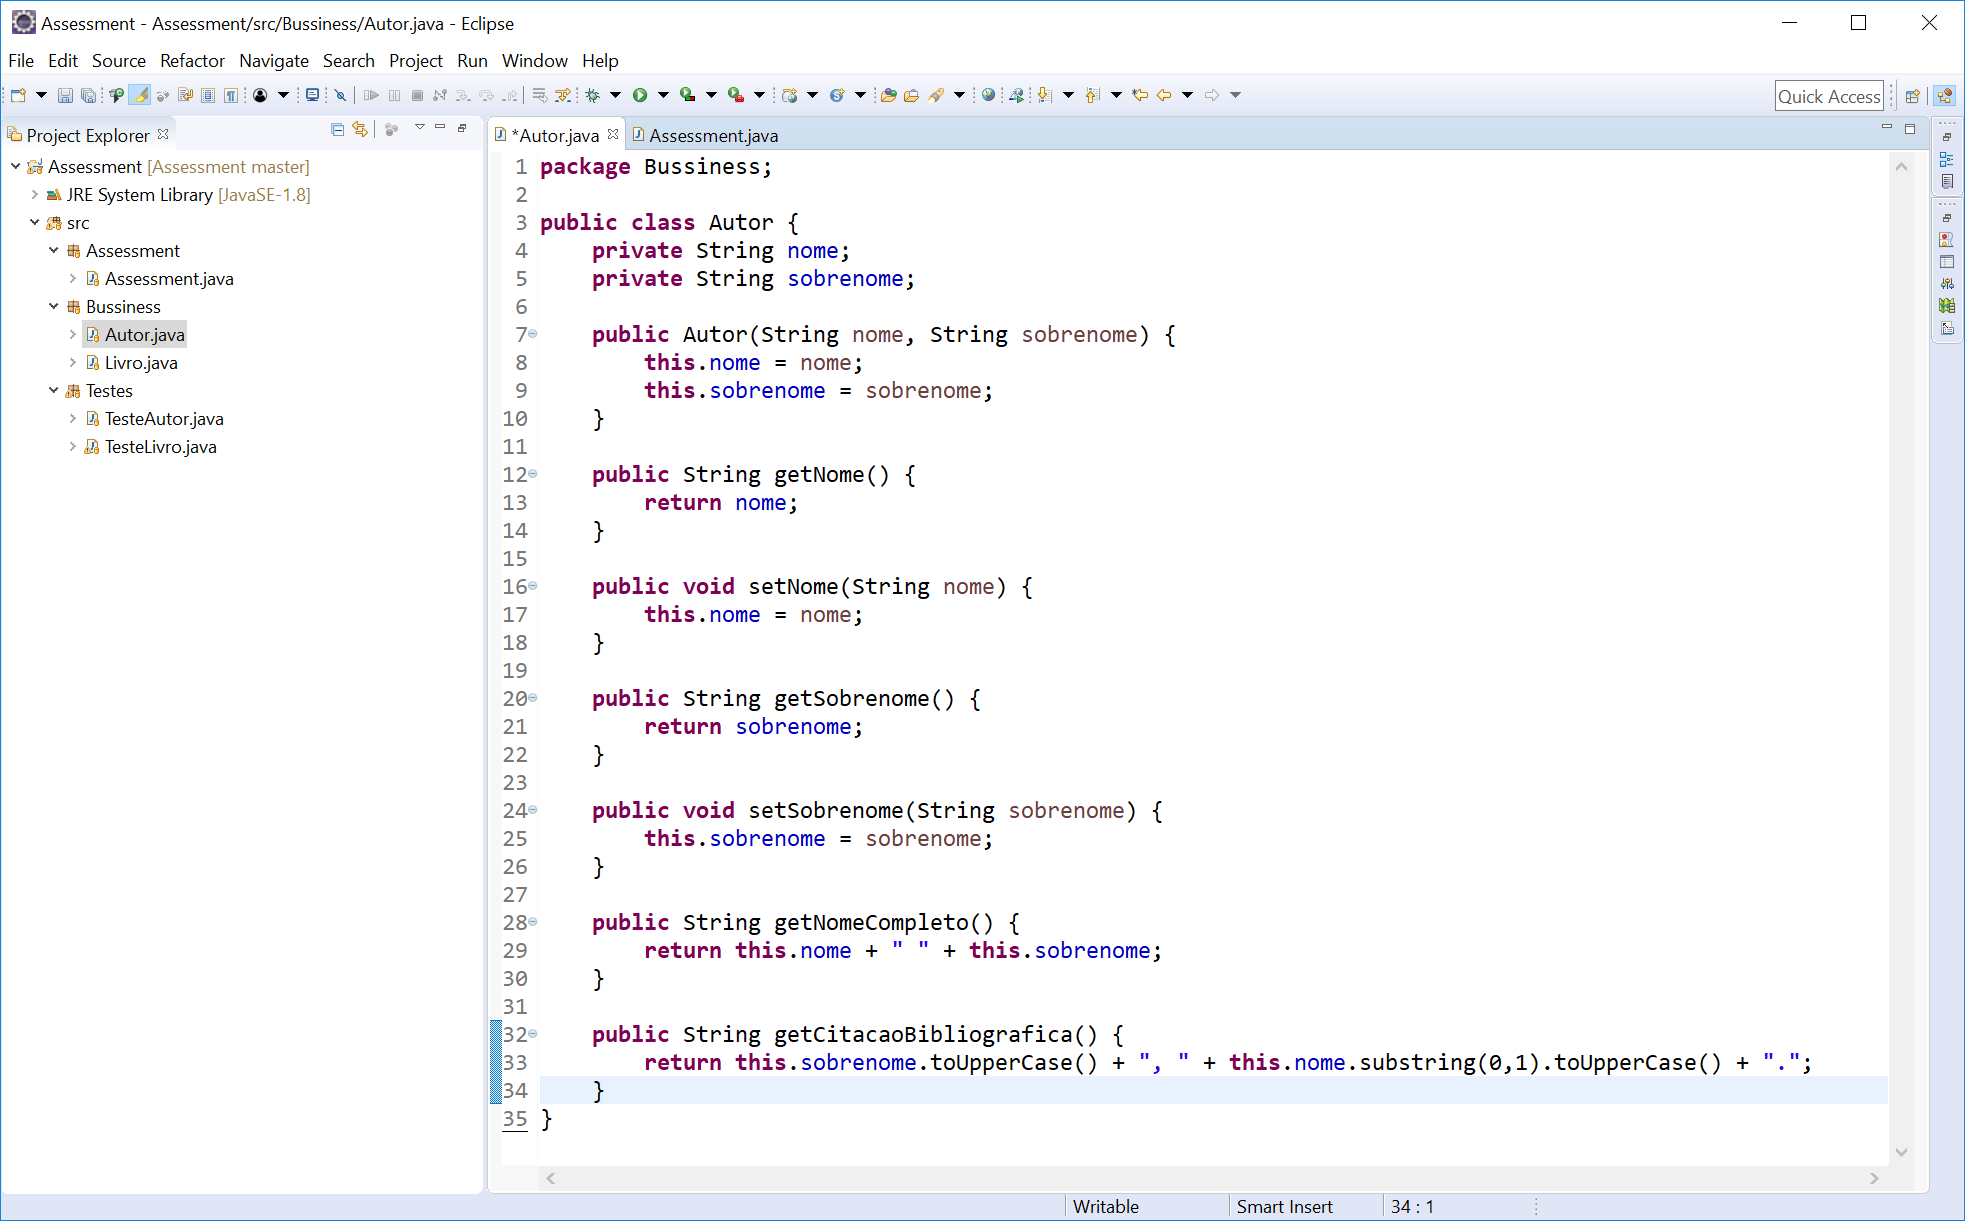 Assessment - Assessment/src/Bussiness/Autor.java - Eclipse
File Edit Source Refactor Navigate Search Project Run Window Help
Quick Access
Project Explorer
Assessment [Assessment master]
JRE System Library [JavaSE-1.8]
src
Assessment
Assessment.java
Bussiness
Autor.java
Livro.java
Testes
TesteAutor.java
TesteLivro.java
*Autor.java Assessment.java
1 package Bussiness;
2
3 public class Autor {
4     private String nome;
5     private String sobrenome;
6
7     public Autor(String nome, String sobrenome) {
8         this.nome = nome;
9         this.sobrenome = sobrenome;
10     }
11
12     public String getNome() {
13         return nome;
14     }
15
16     public void setNome(String nome) {
17         this.nome = nome;
18     }
19
20     public String getSobrenome() {
21         return sobrenome;
22     }
23
24     public void setSobrenome(String sobrenome) {
25         this.sobrenome = sobrenome;
26     }
27
28     public String getNomeCompleto() {
29         return this.nome + " " + this.sobrenome;
30     }
31
32     public String getCitacaoBibliografica() {
33         return this.sobrenome.toUpperCase() + ", " + this.nome.substring(0,1).toUpperCase() + ".";
34     }
35 }
Writable Smart Insert 34 : 1